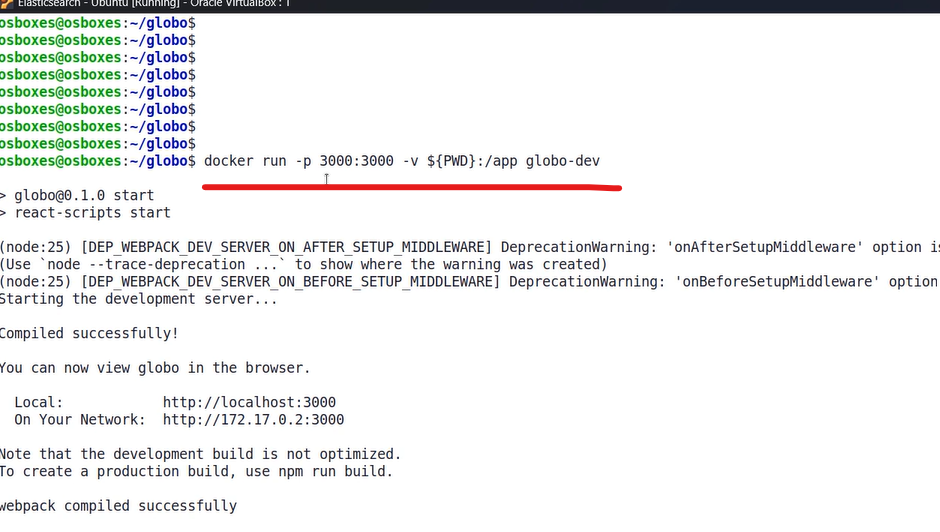 Elasticsearch - Ubuntu [Running] - Oracle VirtualBox : 1
osboxes@osboxes:~/globo$
osboxes@osboxes:~/globo$
osboxes@osboxes:~/globo$
osboxes@osboxes:~/globo$
osboxes@osboxes:~/globo$
osboxes@osboxes:~/globo$
osboxes@osboxes:~/globo$
osboxes@osboxes:~/globo$
osboxes@osboxes:~/globo$ docker run -p 3000:3000 -v ${PWD}:/app globo-dev
> globo@0.1.0 start
> react-scripts start
(node:25) [DEP_WEBPACK_DEV_SERVER_ON_AFTER_SETUP_MIDDLEWARE] DeprecationWarning: 'onAfterSetupMiddleware' option is
(Use `node --trace-deprecation ...` to show where the warning was created)
(node:25) [DEP_WEBPACK_DEV_SERVER_ON_BEFORE_SETUP_MIDDLEWARE] DeprecationWarning: 'onBeforeSetupMiddleware' option
Starting the development server...
Compiled successfully!
You can now view globo in the browser.
Local: http://localhost:3000
On Your Network: http://172.17.0.2:3000
Note that the development build is not optimized.
To create a production build, use npm run build.
webpack compiled successfully